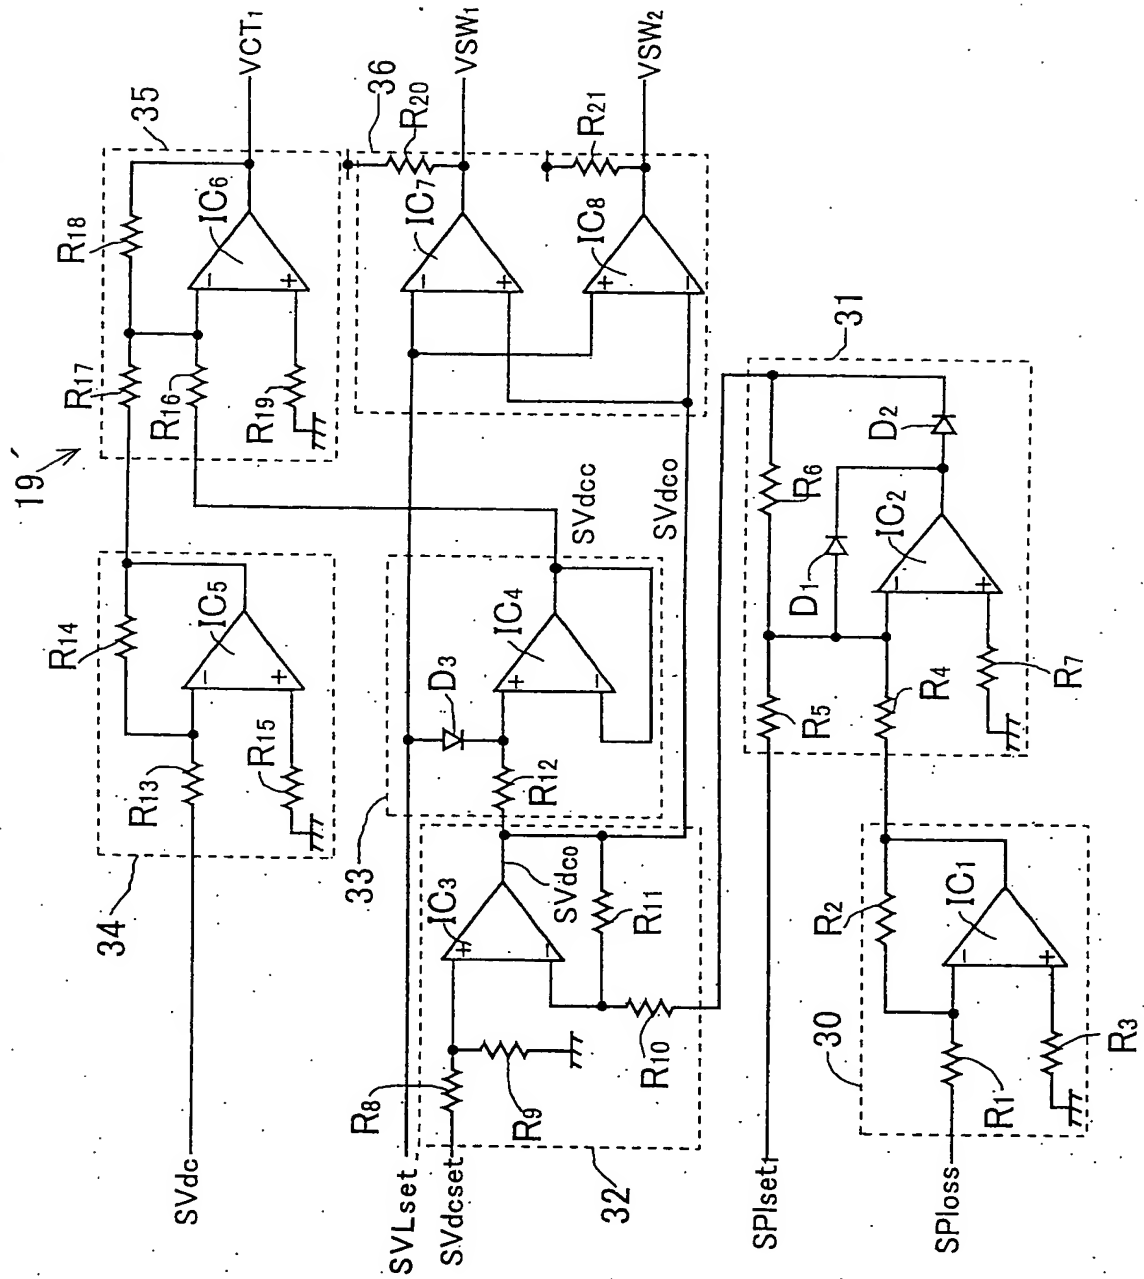 19´
35
R18
IC6
VCT1
R17
R16
R19
36
R20
IC7
VSW1
R21
IC8
VSW2
−
+
−
+
+
−
R14
IC5
R13
R15
−
+
34
SVdc
SVdcc
SVdco
D3
IC4
+
−
R12
33
IC3
+
−
SVdco
R11
R10
R8
R9
32
SVLset
SVdcset
31
D2
R6
D1
IC2
−
+
R5
R4
R7
R2
IC1
−
+
30
R1
R3
SPIset1
SPIoss